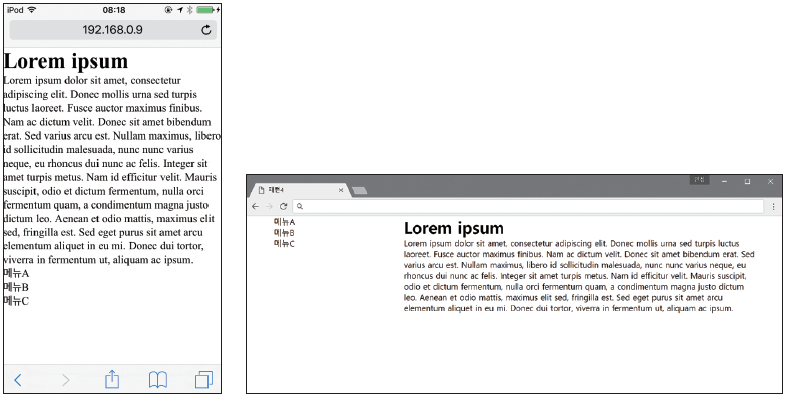 iPod
08:18
192.168.0.9
Lorem ipsum
Lorem ipsum dolor sit amet, consectetur
adipiscing elit. Donec mollis urna sed turpis
luctus laoreet. Fusce auctor maximus finibus.
Nam ac dictum velit. Donec sit amet bibendum
erat. Sed varius arcu est. Nullam maximus, libero
id sollicitudin malesuada, nunc nunc varius
neque, eu rhoncus dui nunc ac felis. Integer sit
amet turpis metus. Nam id efficitur velit. Mauris
suscipit, odio et dictum fermentum, nulla orci
fermentum quam, a congue massa metus justo
dictum leo. Aenean et odio mattis, maximus elit
sed, fringilla est. Sed eget purus sit amet arcu
elementum aliquet in eu mi. Donec dui tortor,
viverra in fermentum ut, aliquam ac ipsum.
메뉴A
메뉴B
메뉴C
패턴4
메뉴A
메뉴B
메뉴C
Lorem ipsum
Lorem ipsum dolor sit amet, consectetur adipiscing elit. Donec mollis urna sed turpis luctus
laoreet. Fusce auctor maximus finibus. Nam ac dictum velit. Donec sit amet bibendum erat. Sed
varius arcu est. Nullam maximus, libero id sollicitudin malesuada, nunc nunc varius neque, eu
rhoncus dui nunc ac felis. Integer sit amet turpis metus. Nam id efficitur velit. Mauris suscipit,
odio et dictum fermentum, nulla orci fermentum quam, a congue massa metus justo dictum
leo. Aenean et odio mattis, maximus elit sed, fringilla est. Sed eget purus sit amet arcu
elementum aliquet in eu mi. Donec dui tortor, viverra in fermentum ut, aliquam ac ipsum.